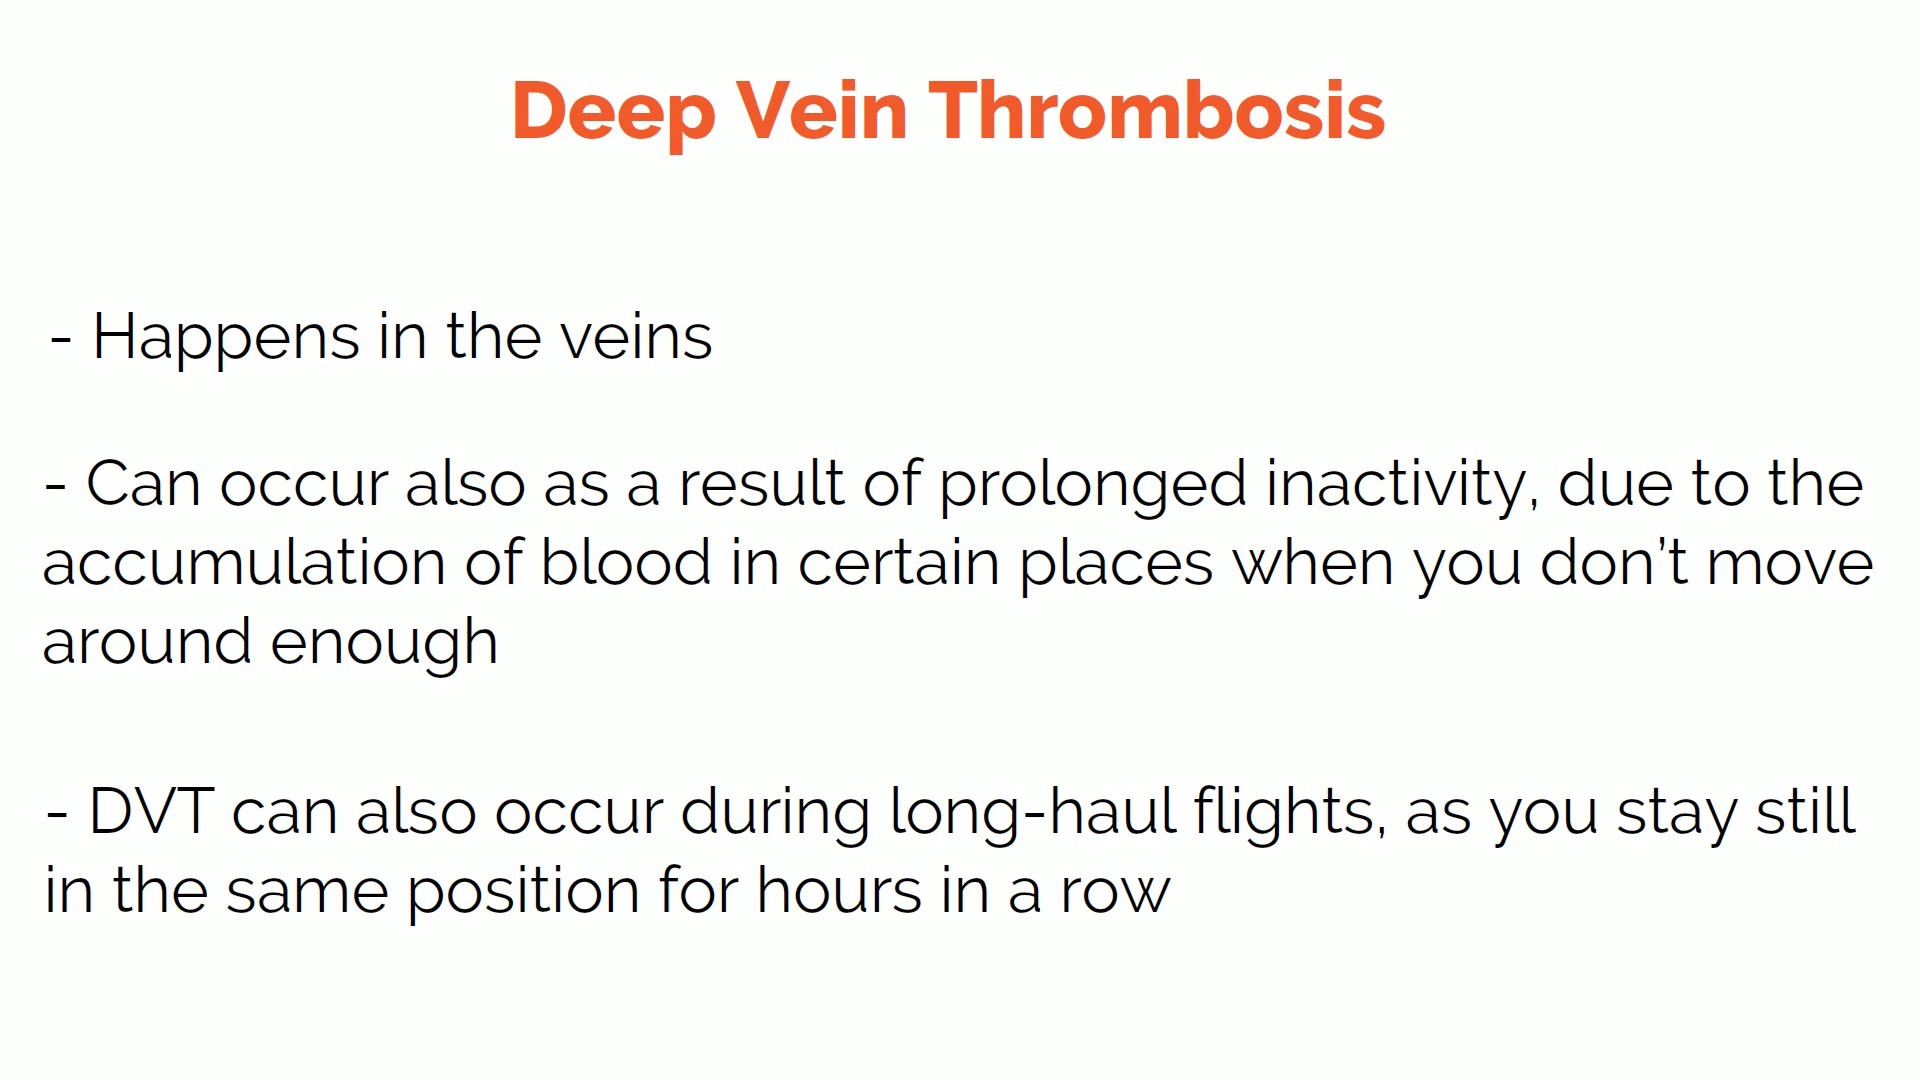 Deep Vein Thrombosis
- Happens in the veins
- Can occur also as a result of prolonged inactivity, due to the
accumulation of blood in certain places when you don’t move
around enough
- DVT can also occur during long-haul flights, as you stay still
in the same position for hours in a row